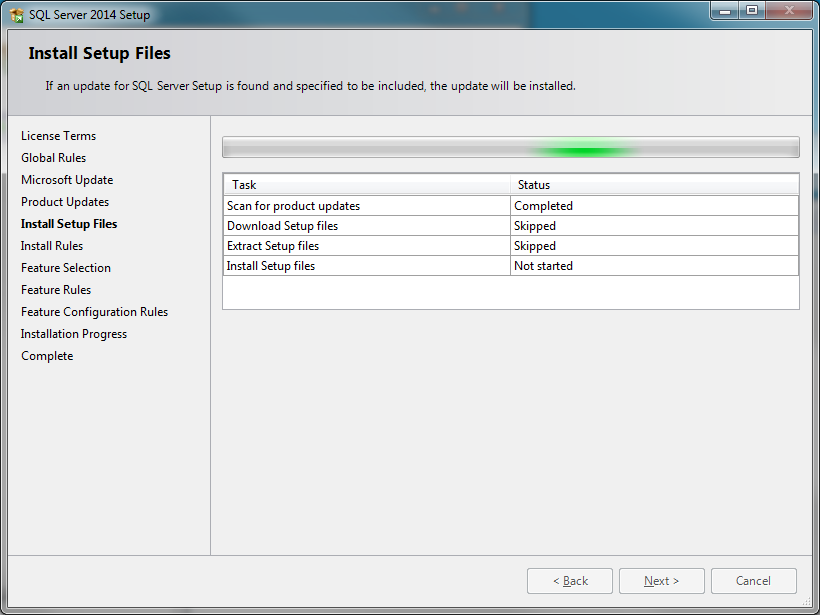 SQL Server 2014 Setup
Install Setup Files
If an update for SQL Server Setup is found and specified to be included, the update will be installed.
License Terms
Global Rules
Microsoft Update
Product Updates
Install Setup Files
Install Rules
Feature Selection
Feature Rules
Feature Configuration Rules
Installation Progress
Complete
Task Status
Scan for product updates Completed
Download Setup files Skipped
Extract Setup files Skipped
Install Setup files Not started
< Back Next > Cancel